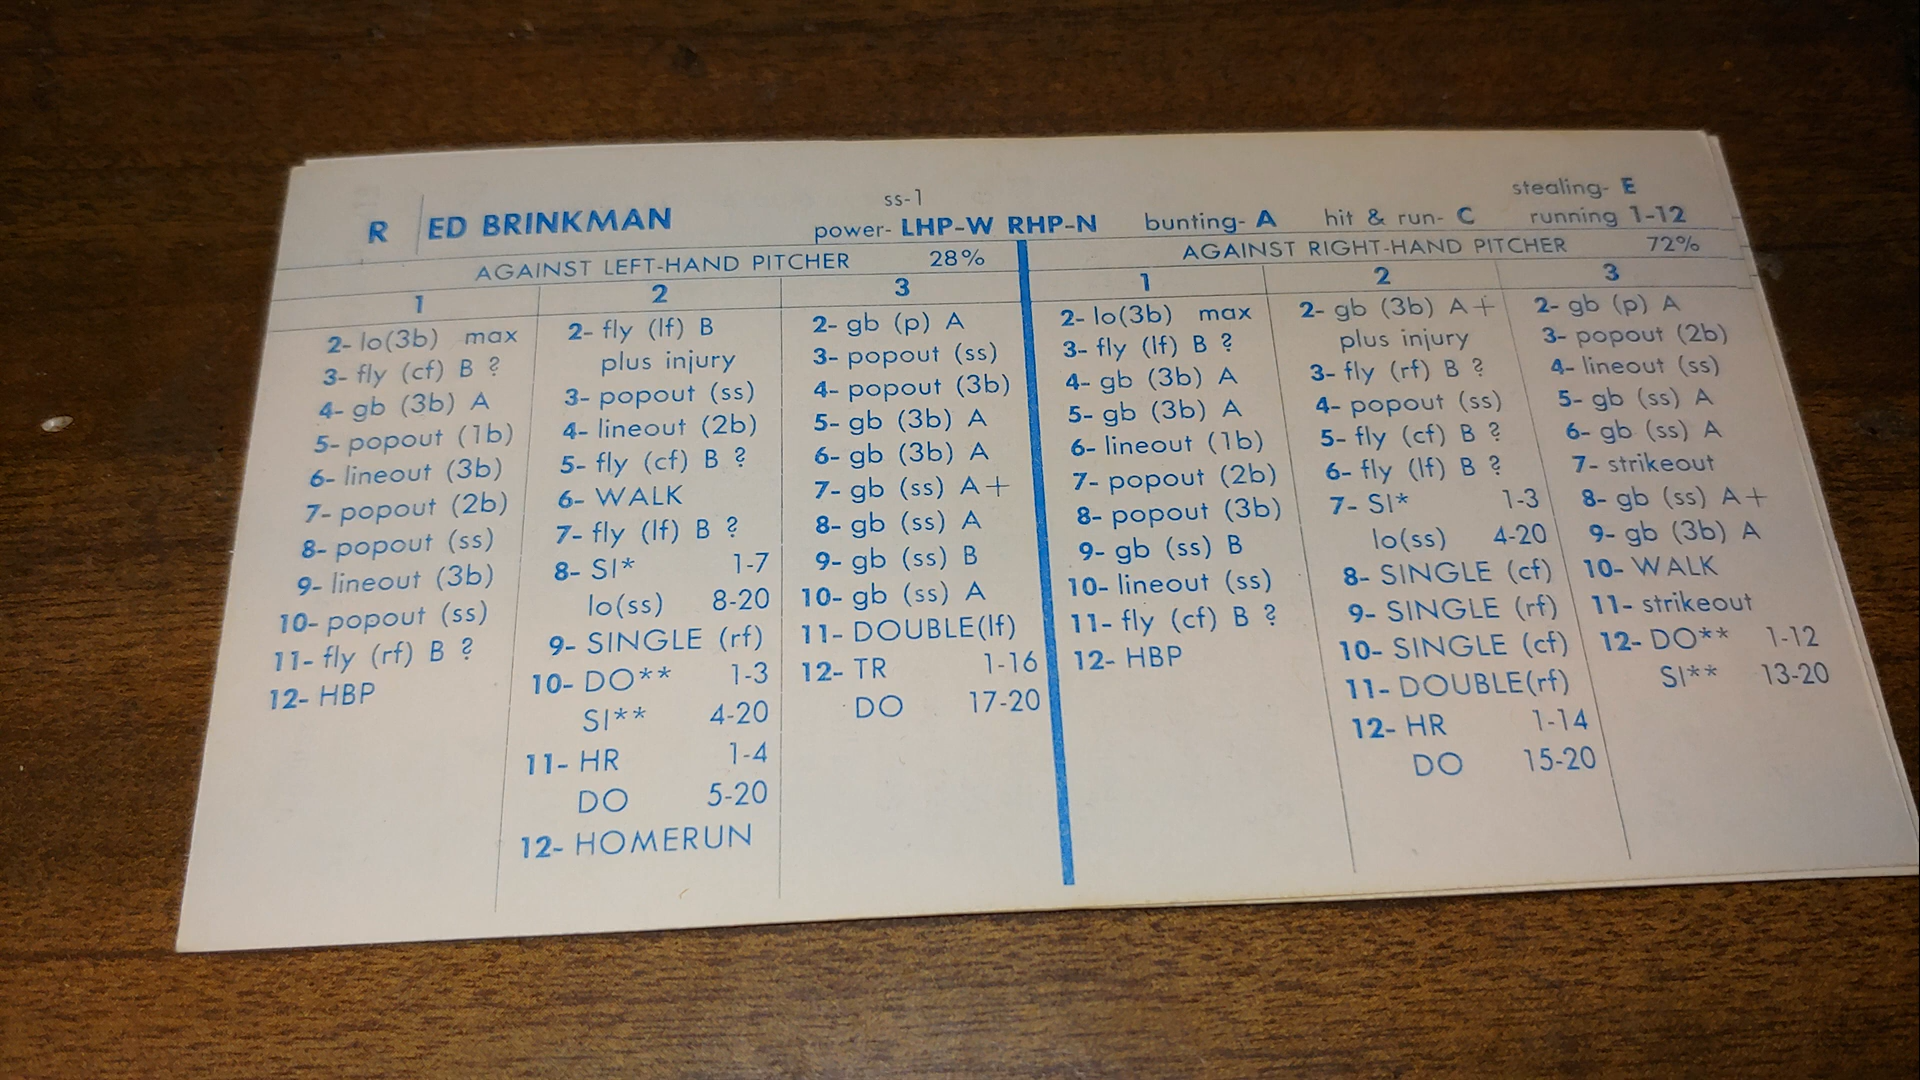 ss-1
stealing- E
R ED BRINKMAN power- LHP-W RHP-N bunting- A hit & run- C running 1-12
AGAINST LEFT-HAND PITCHER 28%
1
2- lo(3b) max
3- fly (cf) B ?
4- gb (3b) A
5- popout (1b)
6- lineout (3b)
7- popout (2b)
8- popout (ss)
9- lineout (3b)
10- popout (ss)
11- fly (rf) B ?
12- HBP
2
2- fly (lf) B
plus injury
3- popout (ss)
4- lineout (2b)
5- fly (cf) B ?
6- WALK
7- fly (lf) B ?
8- SI* 1-7
lo(ss) 8-20
9- SINGLE (rf)
10- DO** 1-3
SI** 4-20
11- HR 1-4
DO 5-20
12- HOMERUN
3
2- gb (p) A
3- popout (ss)
4- popout (3b)
5- gb (3b) A
6- gb (3b) A
7- gb (ss) A+
8- gb (ss) A
9- gb (ss) B
10- gb (ss) A
11- DOUBLE(lf)
12- TR 1-16
DO 17-20
AGAINST RIGHT-HAND PITCHER 72%
1
2- lo(3b) max
3- fly (lf) B ?
4- gb (3b) A
5- gb (3b) A
6- lineout (1b)
7- popout (2b)
8- popout (3b)
9- gb (ss) B
10- lineout (ss)
11- fly (cf) B ?
12- HBP
2
2- gb (3b) A+
plus injury
3- fly (rf) B ?
4- popout (ss)
5- fly (cf) B ?
6- fly (lf) B ?
7- SI* 1-3
lo(ss) 4-20
8- SINGLE (cf)
9- SINGLE (rf)
10- SINGLE (cf)
11- DOUBLE(rf)
12- HR 1-14
DO 15-20
3
2- gb (p) A
3- popout (2b)
4- lineout (ss)
5- gb (ss) A
6- gb (ss) A
7- strikeout
8- gb (ss) A+
9- gb (3b) A
10- WALK
11- strikeout
12- DO** 1-12
SI** 13-20